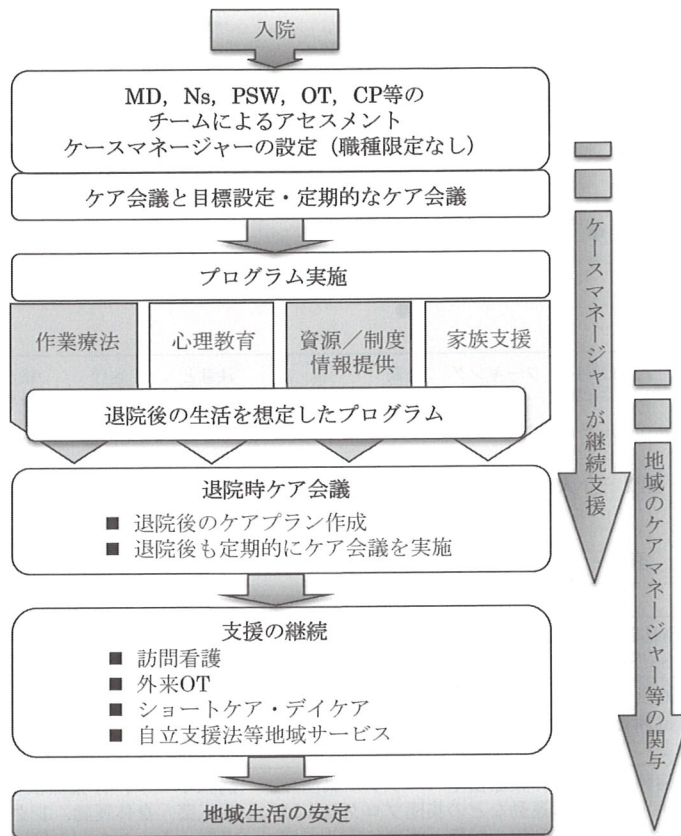 入院
MD，Ns，PSW，OT，CP等の
チームによるアセスメント
ケースマネージャーの設定（職種限定なし）
ケア会議と目標設定・定期的なケア会議
プログラム実施
作業療法
心理教育
資源／制度
情報提供
家族支援
退院後の生活を想定したプログラム
退院時ケア会議
■ 退院後のケアプラン作成
■ 退院後も定期的にケア会議を実施
支援の継続
■ 訪問看護
■ 外来OT
■ ショートケア・デイケア
■ 自立支援法等地域サービス
地域生活の安定
ケースマネージャーが継続支援
地域のケアマネージャー等の関与